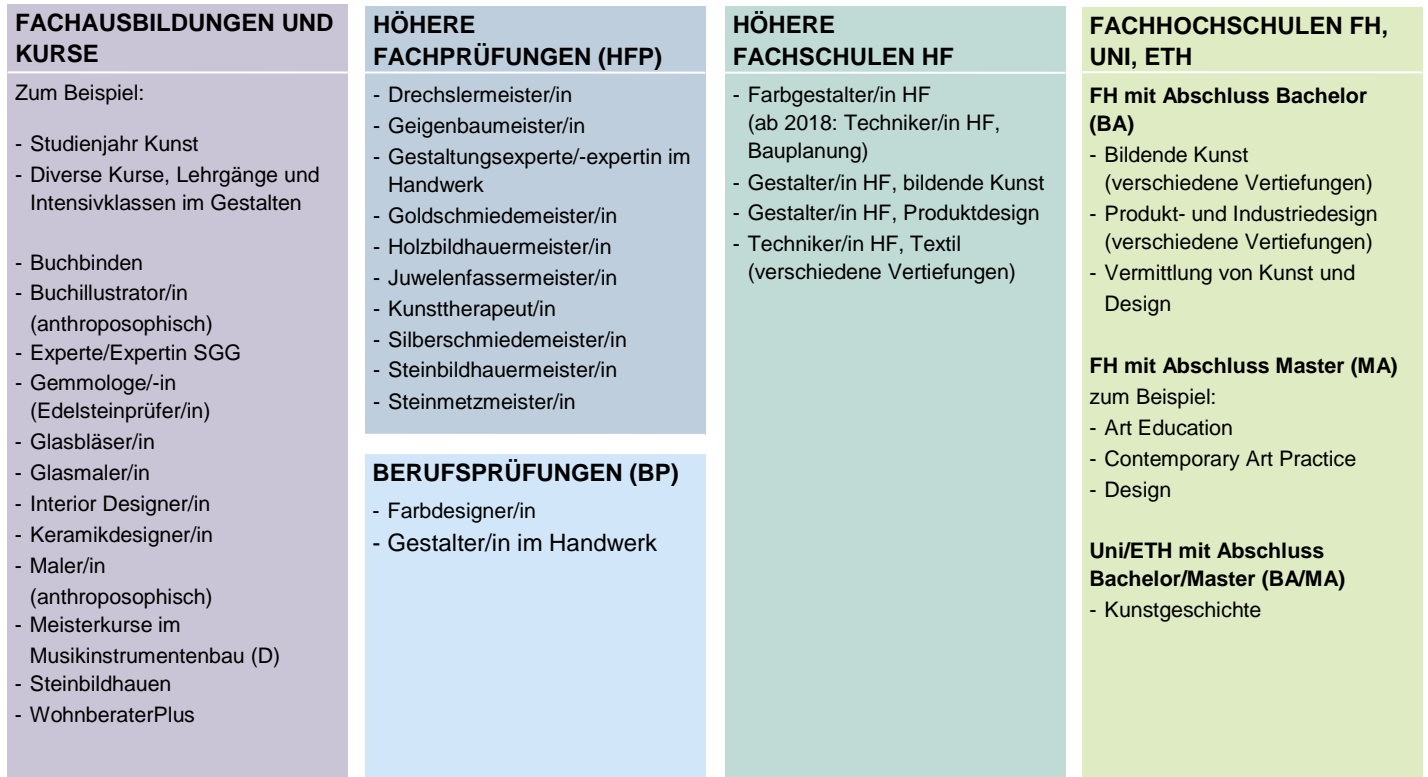 FACHAUSBILDUNGEN UND
KURSE
Zum Beispiel:
- Studienjahr Kunst
- Diverse Kurse, Lehrgänge und
Intensivklassen im Gestalten
- Buchbinden
- Buchillustrator/in
(anthroposophisch)
- Experte/Expertin SGG
- Gemmologe/-in
(Edelsteinprüfer/in)
- Glasbläser/in
- Glasmaler/in
- Interior Designer/in
- Keramikdesigner/in
- Maler/in
(anthroposophisch)
- Meisterkurse im
Musikinstrumentenbau (D)
- Steinbildhauen
- WohnberaterPlus
HÖHERE
FACHPRÜFUNGEN (HFP)
- Drechslermeister/in
- Geigenbaumeister/in
- Gestaltungsexperte/-expertin im
Handwerk
- Goldschmiedemeister/in
- Holzbildhauermeister/in
- Juwelenfassermeister/in
- Kunsttherapeut/in
- Silberschmiedemeister/in
- Steinbildhauermeister/in
- Steinmetzmeister/in
BERUFSPRÜFUNGEN (BP)
- Farbdesigner/in
- Gestalter/in im Handwerk
HÖHERE
FACHSCHULEN HF
- Farbgestalter/in HF
(ab 2018: Techniker/in HF,
Bauplanung)
- Gestalter/in HF, bildende Kunst
- Gestalter/in HF, Produktdesign
- Techniker/in HF, Textil
(verschiedene Vertiefungen)
FACHHOCHSCHULEN FH,
UNI, ETH
FH mit Abschluss Bachelor
(BA)
- Bildende Kunst
(verschiedene Vertiefungen)
- Produkt- und Industriedesign
(verschiedene Vertiefungen)
- Vermittlung von Kunst und
Design
FH mit Abschluss Master (MA)
zum Beispiel:
- Art Education
- Contemporary Art Practice
- Design
Uni/ETH mit Abschluss
Bachelor/Master (BA/MA)
- Kunstgeschichte